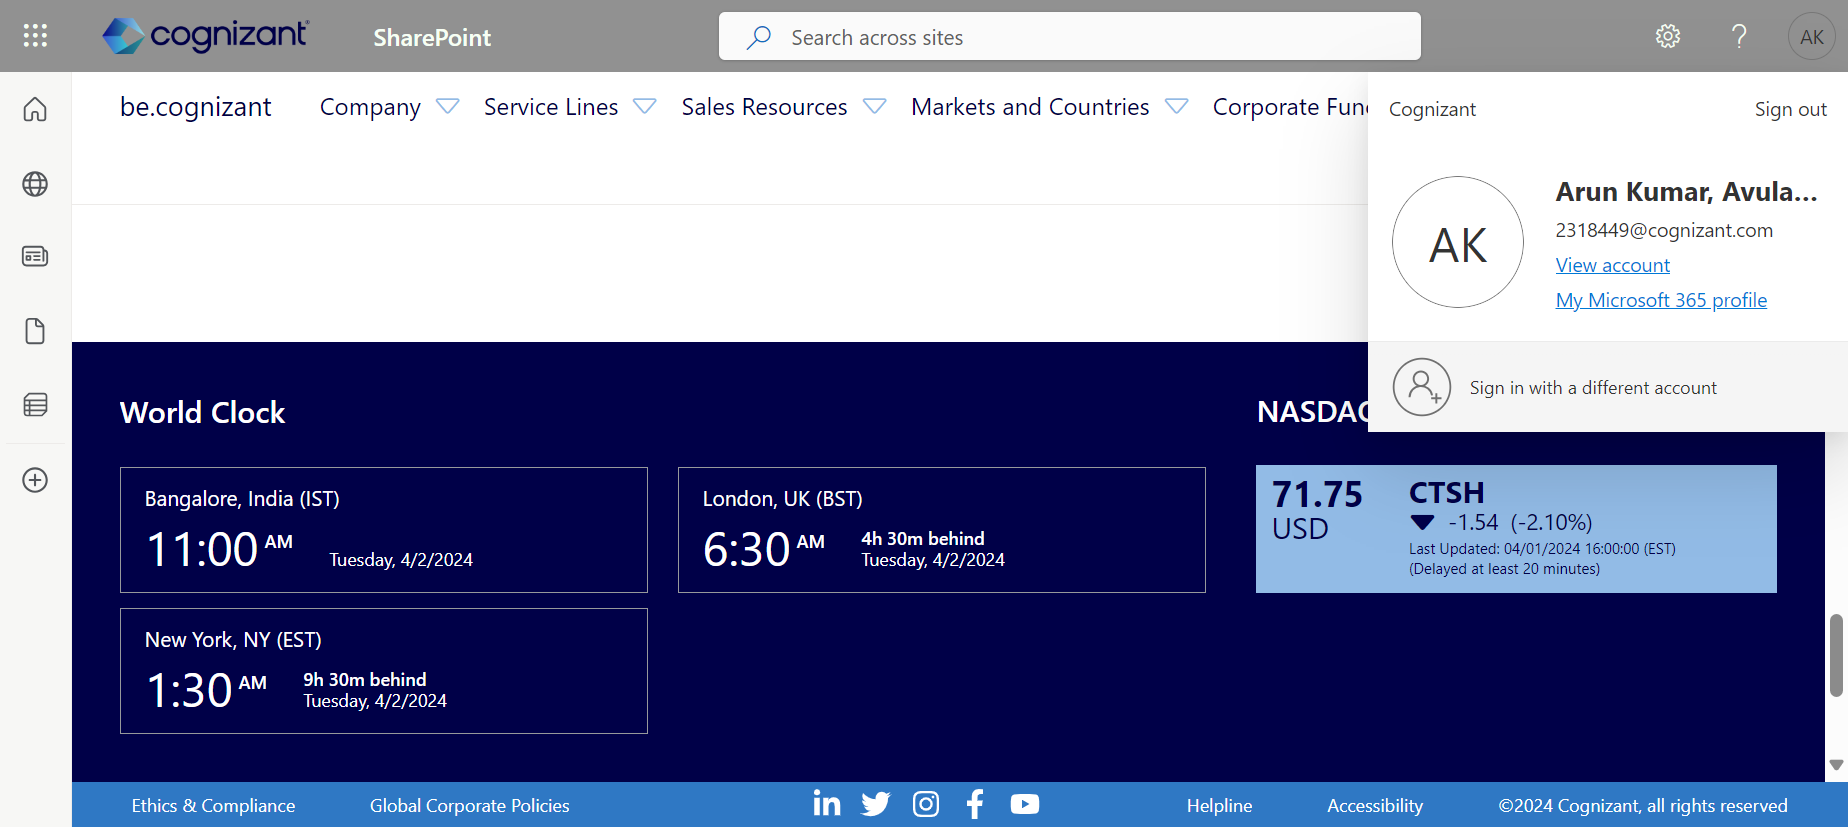 cognizant
SharePoint
Search across sites
AK
be.cognizant
Company
Service Lines
Sales Resources
Markets and Countries
Corporate
Cognizant
Sign out
AK
Arun Kumar, Avula...
2318449@cognizant.com
View account
My Microsoft 365 profile
Sign in with a different account
World Clock
Bangalore, India (IST)
11:00 AM
Tuesday, 4/2/2024
London, UK (BST)
6:30 AM
4h 30m behind
Tuesday, 4/2/2024
New York, NY (EST)
1:30 AM
9h 30m behind
Tuesday, 4/2/2024
71.75
USD
CTSH
-1.54 (-2.10%)
Last Updated: 04/01/2024 16:00:00 (EST)
(Delayed at least 20 minutes)
Ethics & Compliance
Global Corporate Policies
Helpline
Accessibility
©2024 Cognizant, all rights reserved